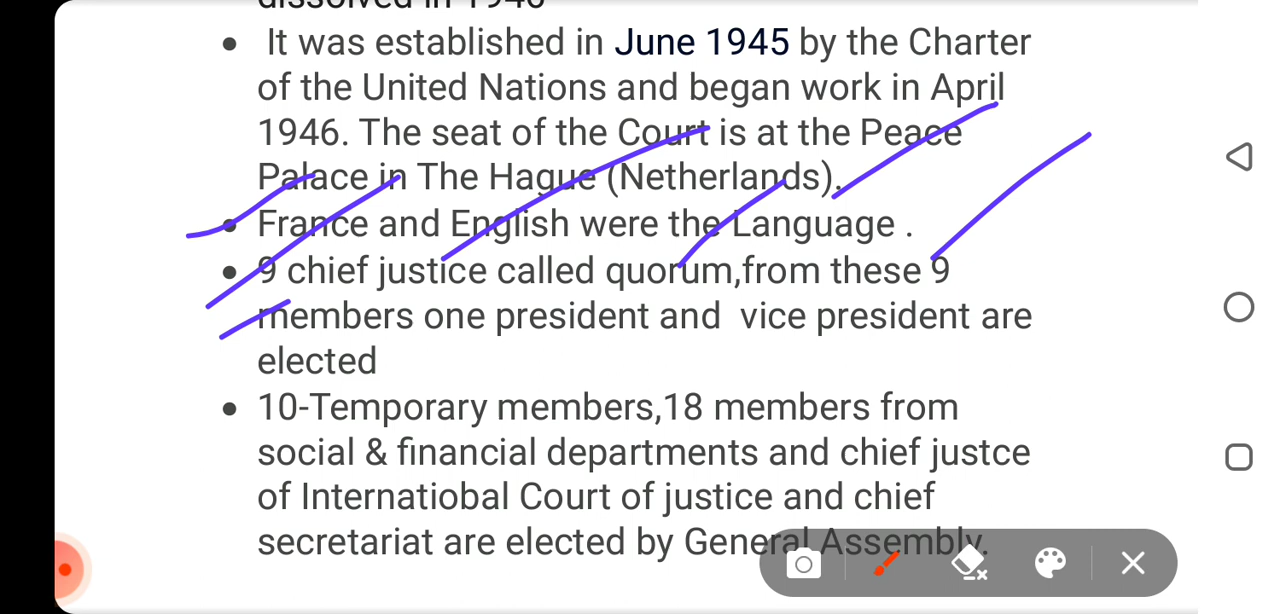 dissolved in 1946
It was established in June 1945 by the Charter
of the United Nations and began work in April
1946. The seat of the Court is at the Peace
Palace in The Hague (Netherlands).
France and English were the Language .
9 chief justice called quorum,from these 9
members one president and vice president are
elected
10-Temporary members,18 members from
social & financial departments and chief justce
of Internatiobal Court of justice and chief
secretariat are elected by General Assembly.